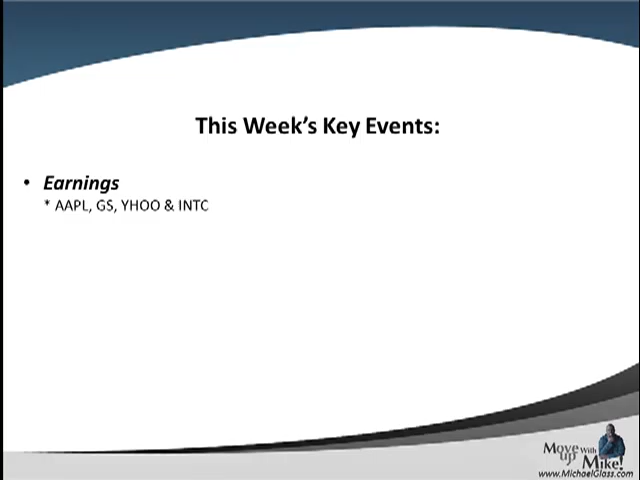 This Week's Key Events:
• Earnings
* AAPL, GS, YHOO & INTC
Move up With Mike!
www.MichaelGlass.com